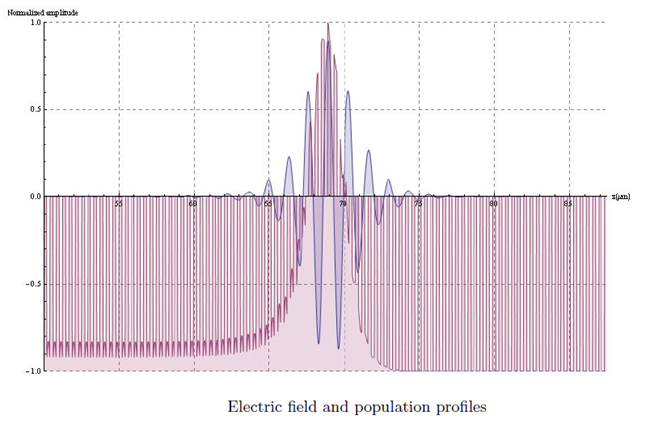 Normalized amplitude
1.0
0.5
0.0
-0.5
-1.0
55 60 65 70 75 80 85 z(μm)
Electric field and population profiles